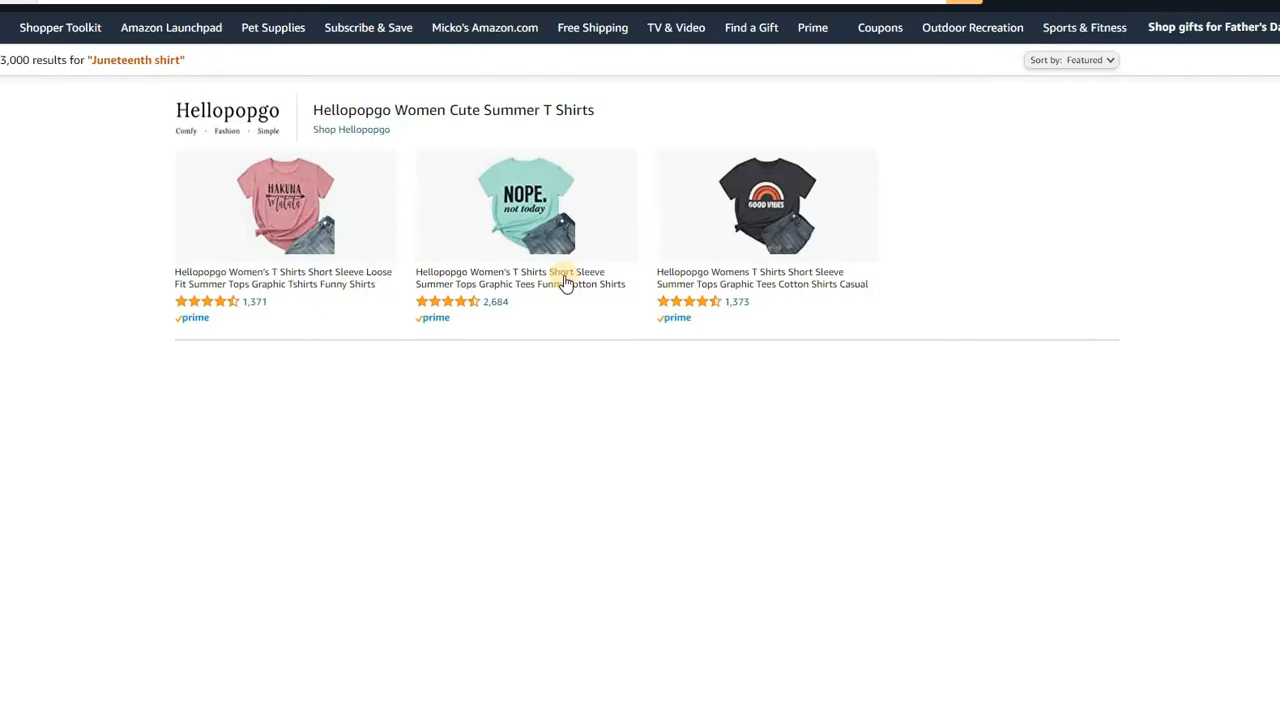 Shopper Toolkit Amazon Launchpad Pet Supplies Subscribe & Save Micko's Amazon.com Free Shipping TV & Video Find a Gift Prime Coupons Outdoor Recreation Sports & Fitness Shop gifts for Father's Da
3,000 results for "Juneteenth shirt" Sort by: Featured
Hellopopgo
Comfy · Fashion · Simple
Hellopopgo Women Cute Summer T Shirts
Shop Hellopopgo
HAKUNA
Matata
NOPE.
not today
GOOD VIBES
Hellopopgo Women's T Shirts Short Sleeve Loose
Fit Summer Tops Graphic Tshirts Funny Shirts
1,371
prime
Hellopopgo Women's T Shirts Short Sleeve
Summer Tops Graphic Tees Funny Cotton Shirts
2,684
prime
Hellopopgo Womens T Shirts Short Sleeve
Summer Tops Graphic Tees Cotton Shirts Casual
1,373
prime